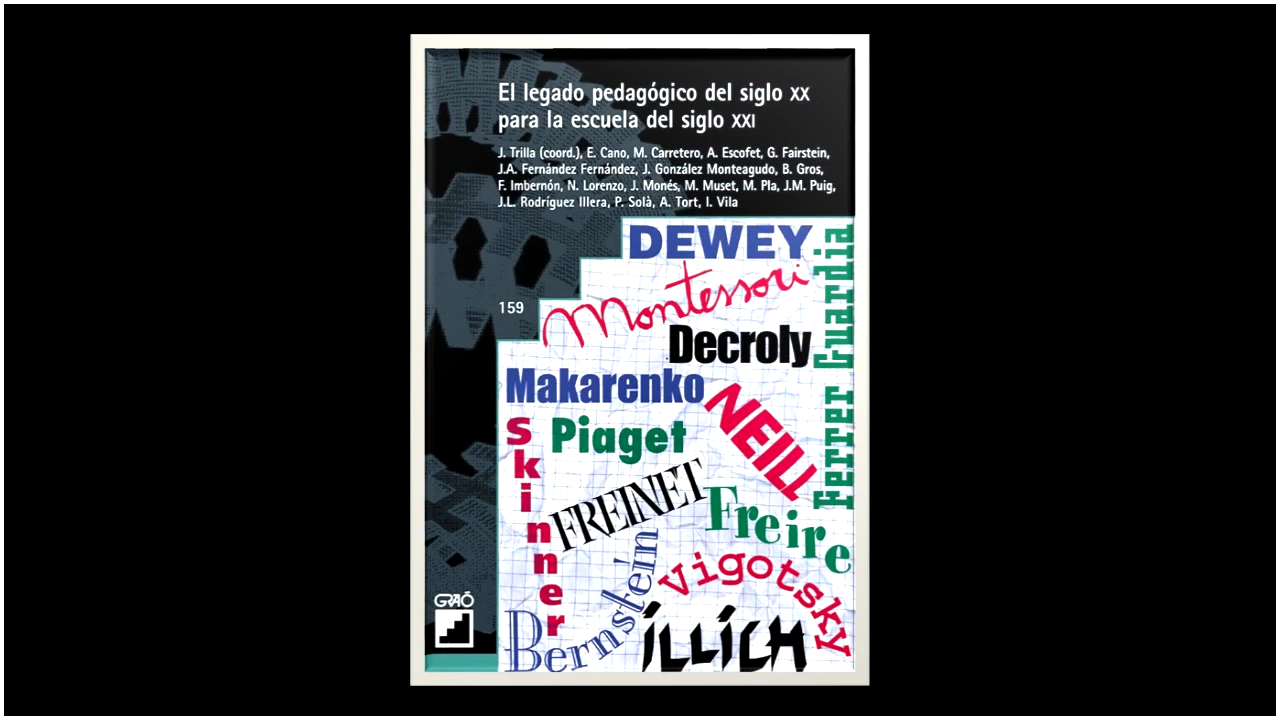 El legado pedagógico del siglo XX
para la escuela del siglo XXI
J. Trilla (coord.), E. Cano, M. Carretero, A. Escofet, G. Fairstein,
J.A. Fernández Fernández, J. González Monteagudo, B. Gros,
F. Imbernón, N. Lorenzo, J. Monés, M. Muset, M. Pla, J.M. Puig,
J.L. Rodríguez Illera, P. Solà, A. Tort, I. Vila
DEWEY
Ferrer Guardia
Montessori
159
Decroly
Makarenko
NEILL
Skinner
Piaget
FREINET
Freire
Vigotsky
Bernstein
ÍLLÍCH
GRAÓ